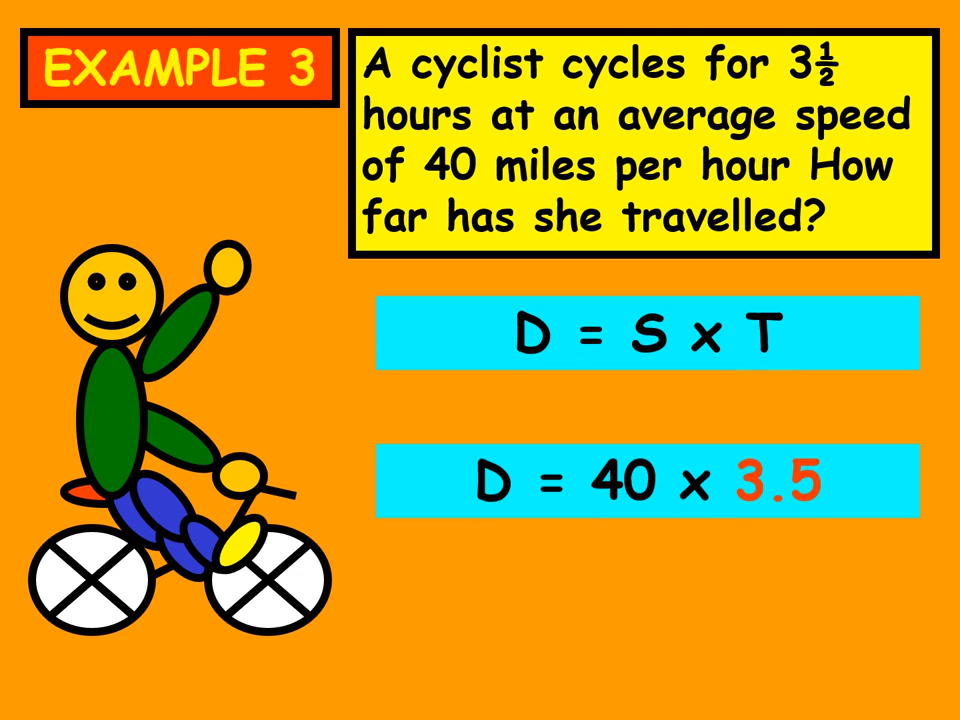 EXAMPLE 3
A cyclist cycles for 3½
hours at an average speed
of 40 miles per hour How
far has she travelled?
D = S x T
D = 40 x 3.5